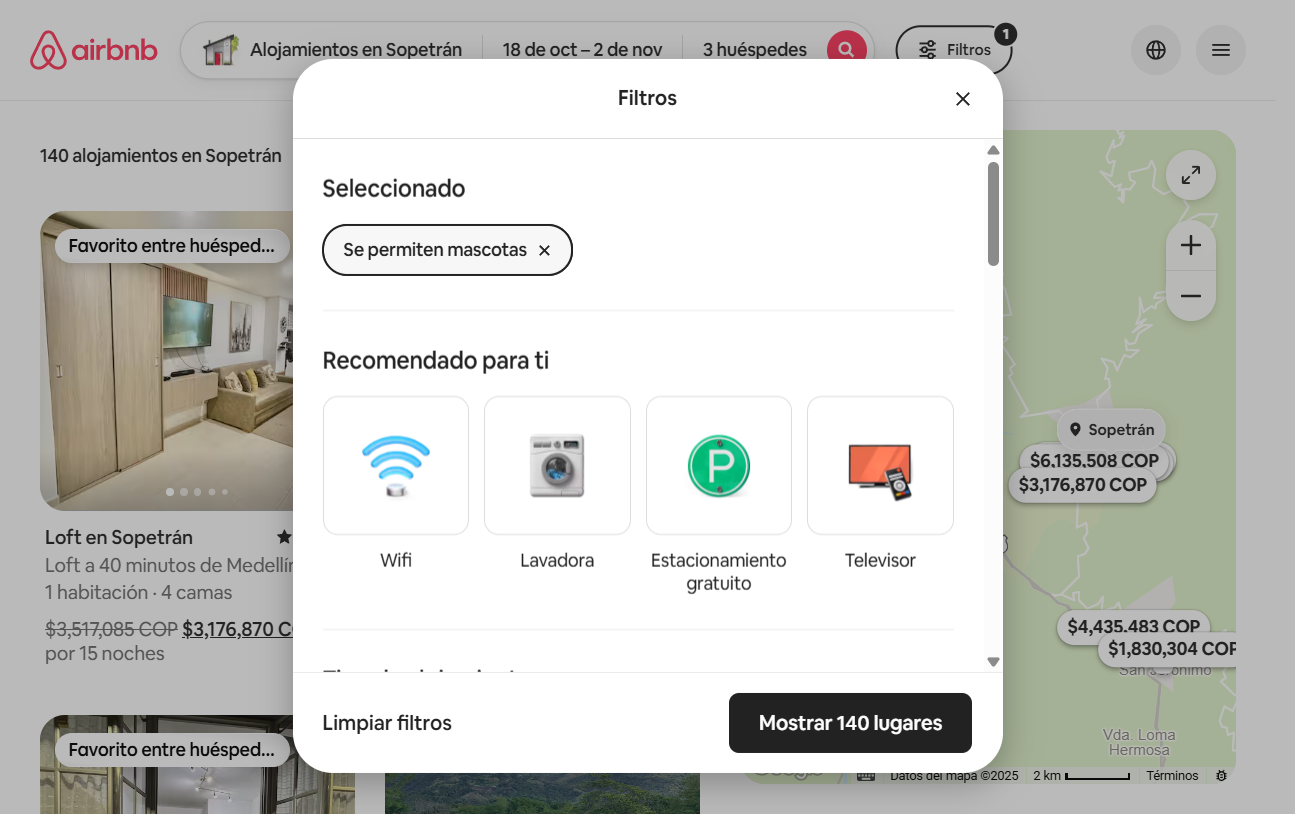 airbnb
Alojamientos en Sopetrán
18 de oct – 2 de nov
3 huéspedes
Filtros
1
140 alojamientos en Sopetrán
Favorito entre huésped...
Loft en Sopetrán
Loft a 40 minutos de Medellín
1 habitación · 4 camas
$3,517,085 COP $3,176,870 C
por 15 noches
Favorito entre huésped...
Filtros
Seleccionado
Se permiten mascotas
Recomendado para ti
Wifi
Lavadora
Estacionamiento
gratuito
Televisor
Limpiar filtros
Mostrar 140 lugares
Sopetrán
$6,135,508 COP
$3,176,870 COP
$4,435,483 COP
$1,830,304 COP
San Jerónimo
Vda. Loma
Hermosa
Google
Datos del mapa ©2025
2 km
Términos